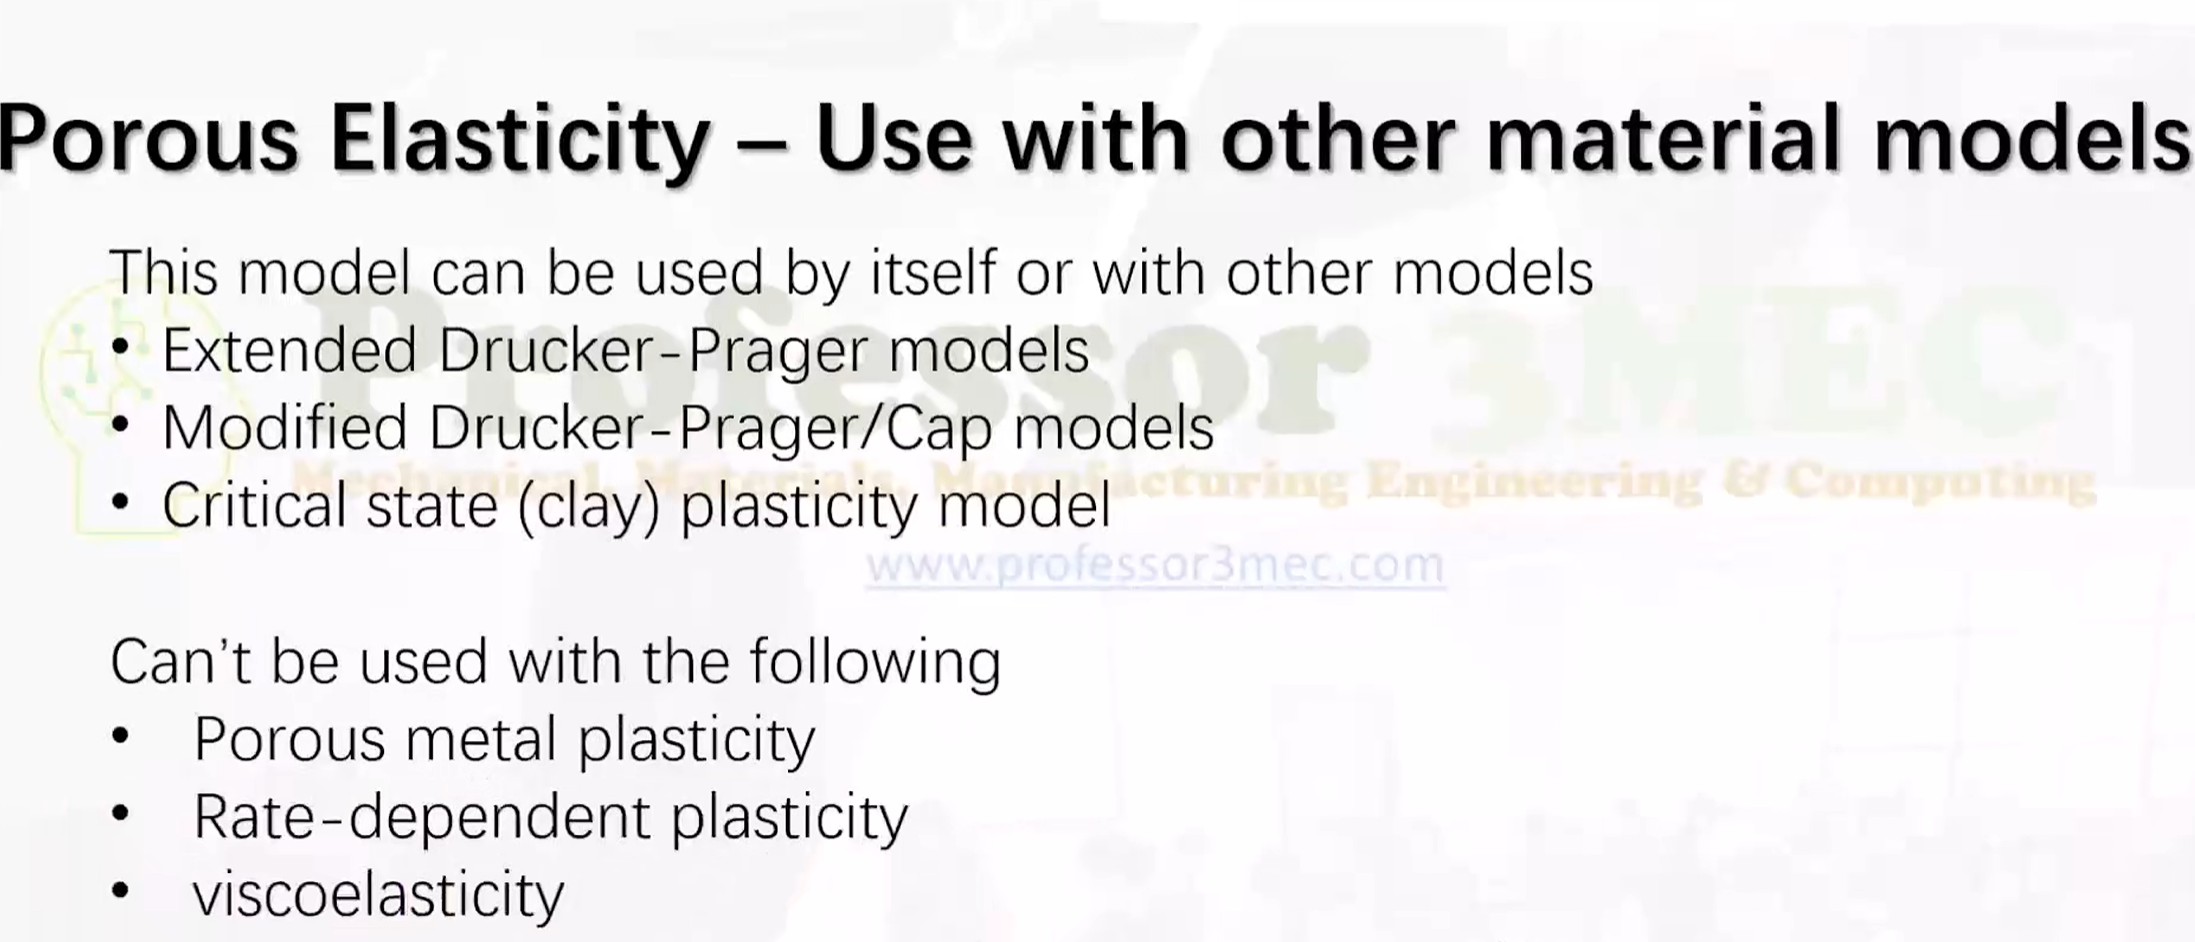 Porous Elasticity – Use with other material models
This model can be used by itself or with other models
• Extended Drucker-Prager models
• Modified Drucker-Prager/Cap models
• Critical state (clay) plasticity model
Professor 3MEC
Mechanical, Materials, Manufacturing Engineering & Computing
www.professor3mec.com
Can't be used with the following
• Porous metal plasticity
• Rate-dependent plasticity
• viscoelasticity